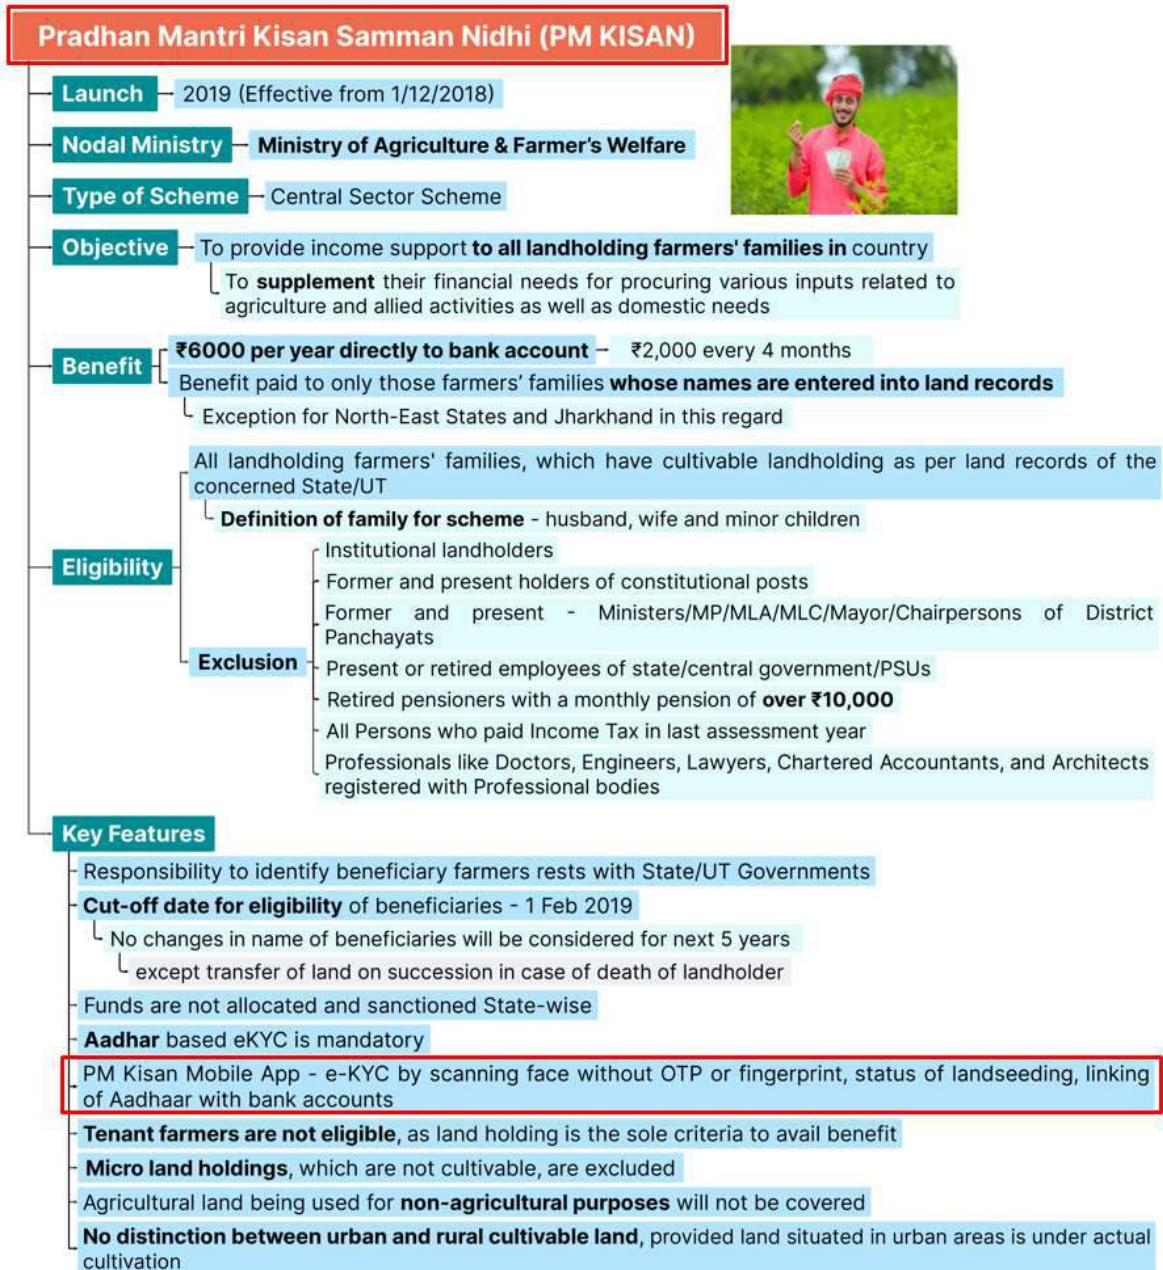 Pradhan Mantri Kisan Samman Nidhi (PM KISAN)
Launch
2019 (Effective from 1/12/2018)
Nodal Ministry
Ministry of Agriculture & Farmer's Welfare
Type of Scheme
Central Sector Scheme
Objective
To provide income support to all landholding farmers' families in country
To supplement their financial needs for procuring various inputs related to
agriculture and allied activities as well as domestic needs
Benefit
₹6000 per year directly to bank account
₹2,000 every 4 months
Benefit paid to only those farmers' families whose names are entered into land records
Exception for North-East States and Jharkhand in this regard
Eligibility
All landholding farmers' families, which have cultivable landholding as per land records of the
concerned State/UT
Definition of family for scheme - husband, wife and minor children
Exclusion
Institutional landholders
Former and present holders of constitutional posts
Former and present - Ministers/MP/MLA/MLC/Mayor/Chairpersons of District
Panchayats
Present or retired employees of state/central government/PSUs
Retired pensioners with a monthly pension of over ₹10,000
All Persons who paid Income Tax in last assessment year
Professionals like Doctors, Engineers, Lawyers, Chartered Accountants, and Architects
registered with Professional bodies
Key Features
Responsibility to identify beneficiary farmers rests with State/UT Governments
Cut-off date for eligibility of beneficiaries - 1 Feb 2019
No changes in name of beneficiaries will be considered for next 5 years
except transfer of land on succession in case of death of landholder
Funds are not allocated and sanctioned State-wise
Aadhar based eKYC is mandatory
PM Kisan Mobile App - e-KYC by scanning face without OTP or fingerprint, status of landseeding, linking
of Aadhaar with bank accounts
Tenant farmers are not eligible, as land holding is the sole criteria to avail benefit
Micro land holdings, which are not cultivable, are excluded
Agricultural land being used for non-agricultural purposes will not be covered
No distinction between urban and rural cultivable land, provided land situated in urban areas is under actual
cultivation